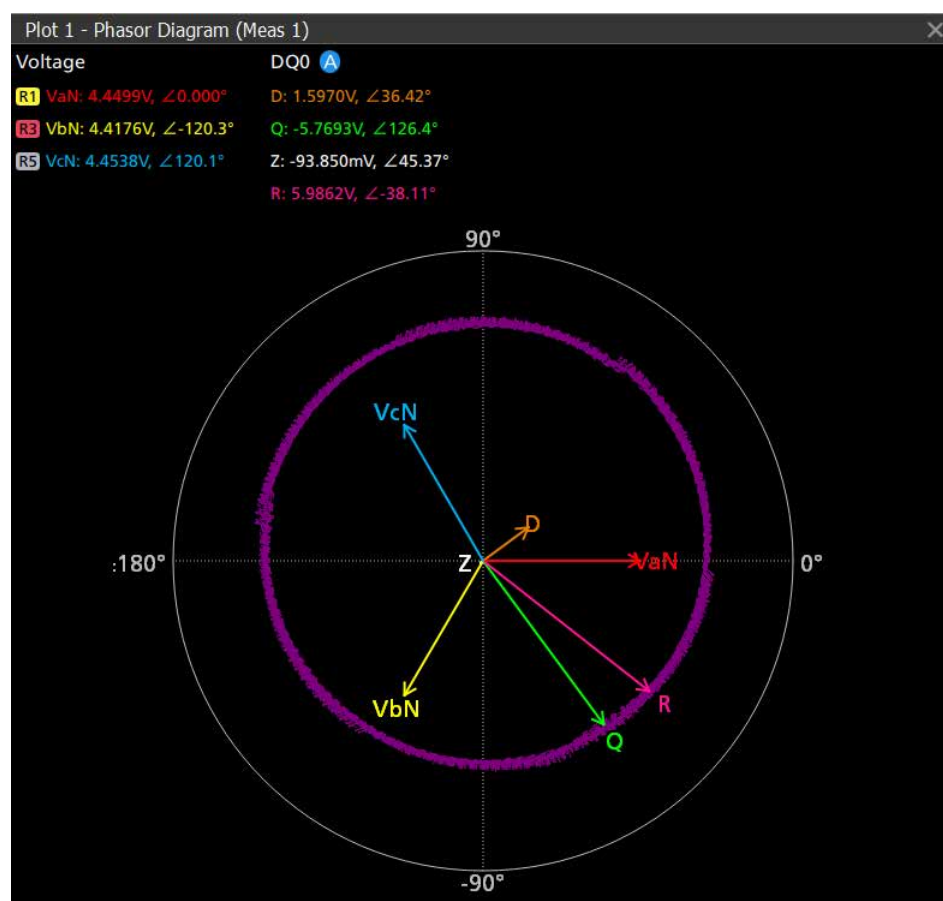 Plot 1 - Phasor Diagram (Meas 1)
Voltage DQ0 A
R1 VaN: 4.4499V, ∠0.000° D: 1.5970V, ∠36.42°
R3 VbN: 4.4176V, ∠-120.3° Q: -5.7693V, ∠126.4°
R5 VcN: 4.4538V, ∠120.1° Z: -93.850mV, ∠45.37°
R: 5.9862V, ∠-38.11°
90°
VcN
D
:180° Z VaN 0°
R
VbN
Q
-90°